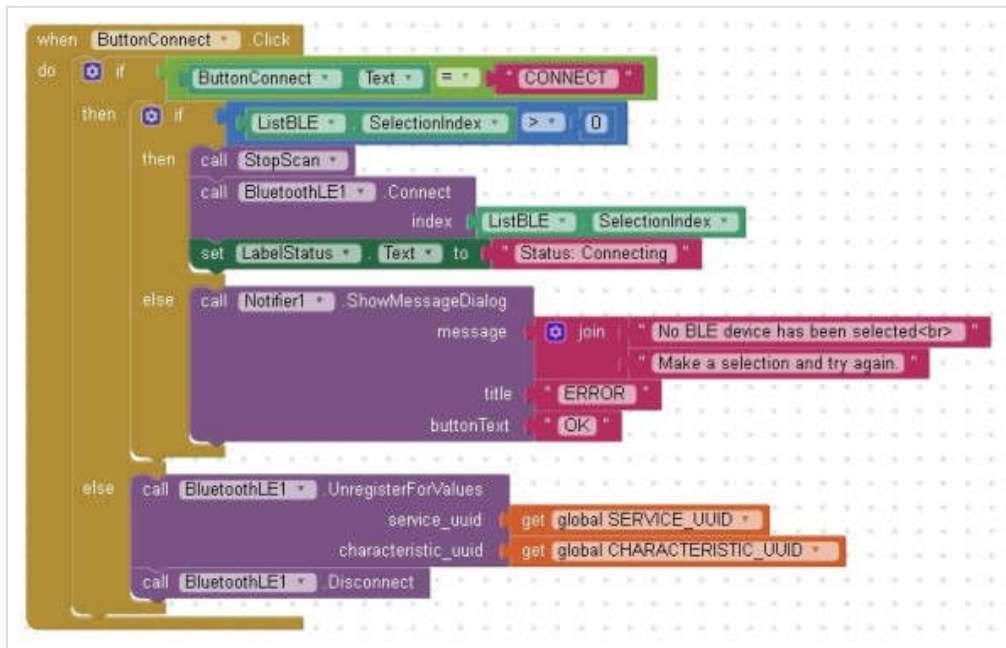 when ButtonConnect .Click
do if ButtonConnect . Text = " CONNECT "
then if ListBLE . SelectionIndex > 0
then call StopScan
call BluetoothLE1 .Connect
index ListBLE . SelectionIndex
set LabelStatus . Text to " Status: Connecting "
else call Notifier1 .ShowMessageDialog
message join " No BLE device has been selected<br> "
" Make a selection and try again. "
title " ERROR "
buttonText " OK "
else call BluetoothLE1 .UnregisterForValues
service_uuid get global SERVICE_UUID
characteristic_uuid get global CHARACTERISTIC_UUID
call BluetoothLE1 .Disconnect